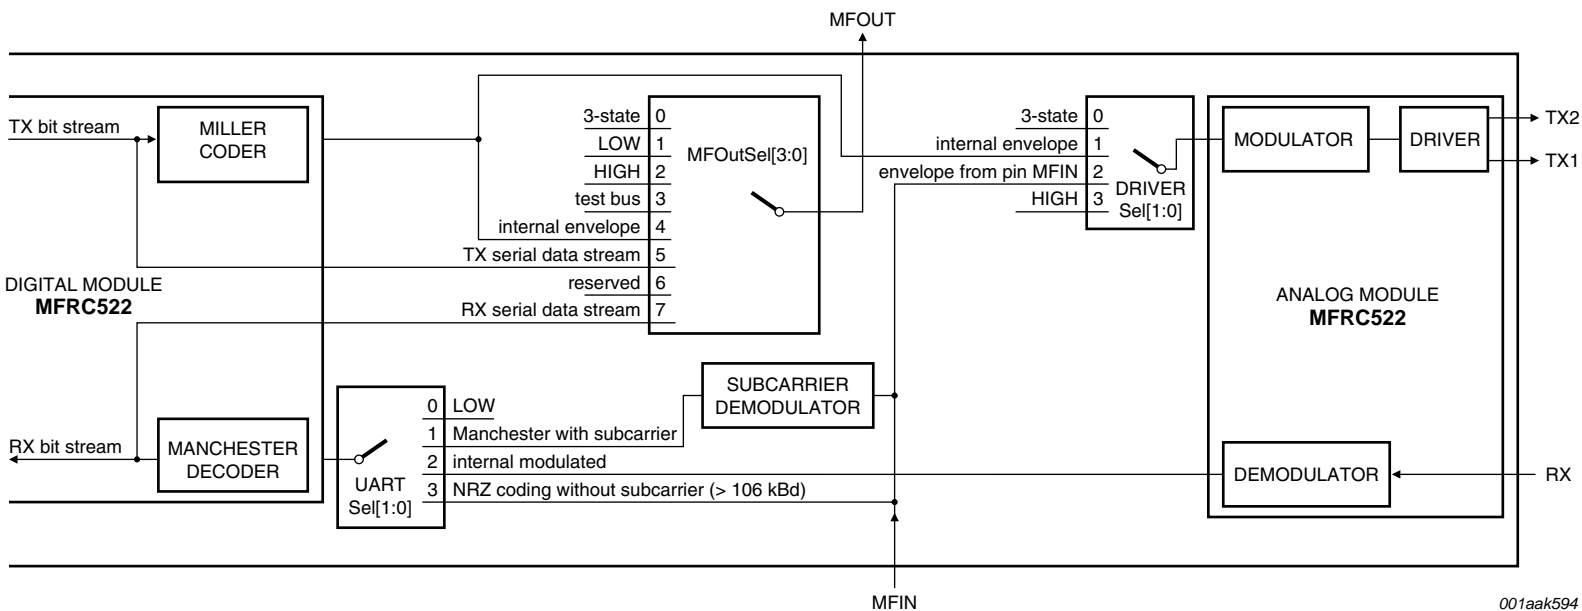 MFOUT
TX bit stream
MILLER
CODER
3-state 0
LOW 1
HIGH 2
test bus 3
internal envelope 4
TX serial data stream 5
reserved 6
RX serial data stream 7
MFOutSel[3:0]
3-state 0
internal envelope 1
envelope from pin MFIN 2
HIGH 3
DRIVER
Sel[1:0]
MODULATOR
DRIVER
TX2
TX1
DIGITAL MODULE
MFRC522
ANALOG MODULE
MFRC522
SUBCARRIER
DEMODULATOR
RX bit stream
MANCHESTER
DECODER
UART
Sel[1:0]
0 LOW
1 Manchester with subcarrier
2 internal modulated
3 NRZ coding without subcarrier (> 106 kBd)
DEMODULATOR
RX
MFIN
001aak594